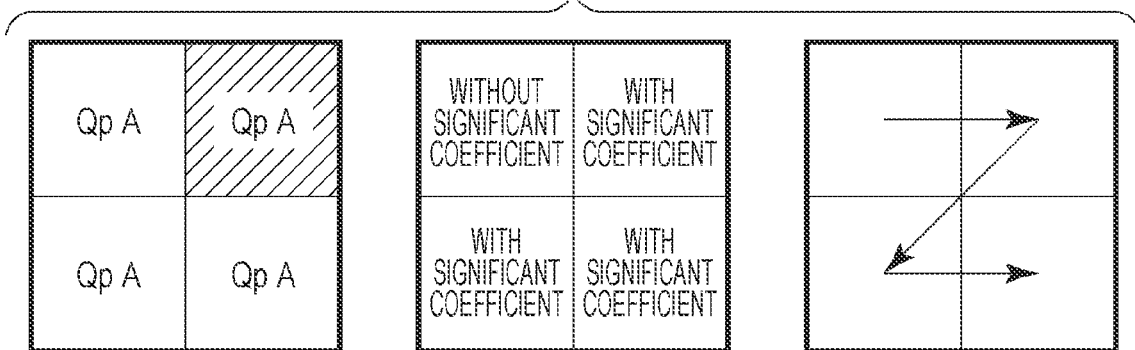 Qp A
Qp A
Qp A
Qp A
WITHOUT
SIGNIFICANT
COEFFICIENT
WITH
SIGNIFICANT
COEFFICIENT
WITH
SIGNIFICANT
COEFFICIENT
WITH
SIGNIFICANT
COEFFICIENT